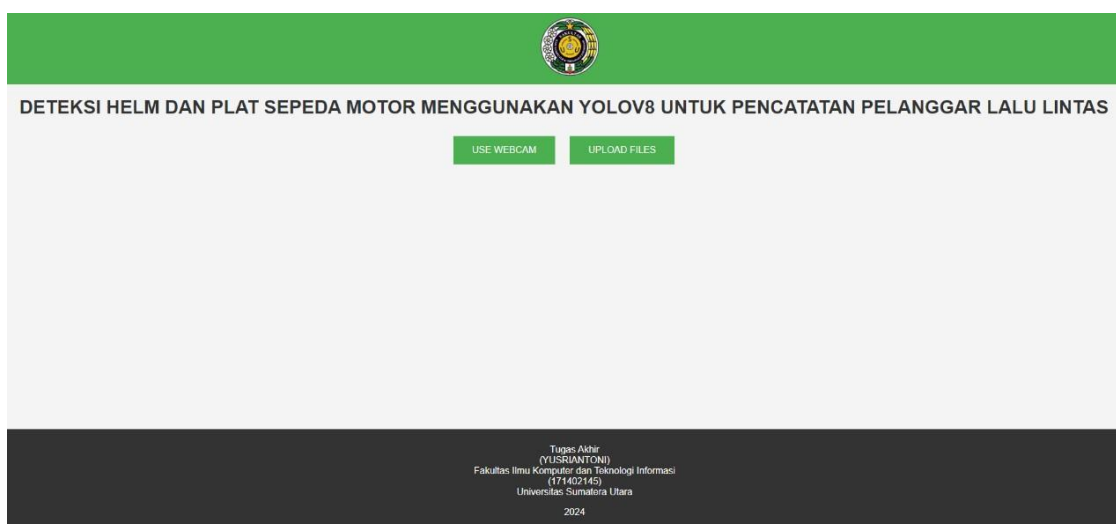 DETEKSI HELM DAN PLAT SEPEDA MOTOR MENGGUNAKAN YOLOV8 UNTUK PENCATATAN PELANGGAR LALU LINTAS
USE WEBCAM
UPLOAD FILES
Tugas Akhir
(YUSRIANTONI)
Fakultas Ilmu Komputer dan Teknologi Informasi
(171402145)
Universitas Sumatera Utara
2024